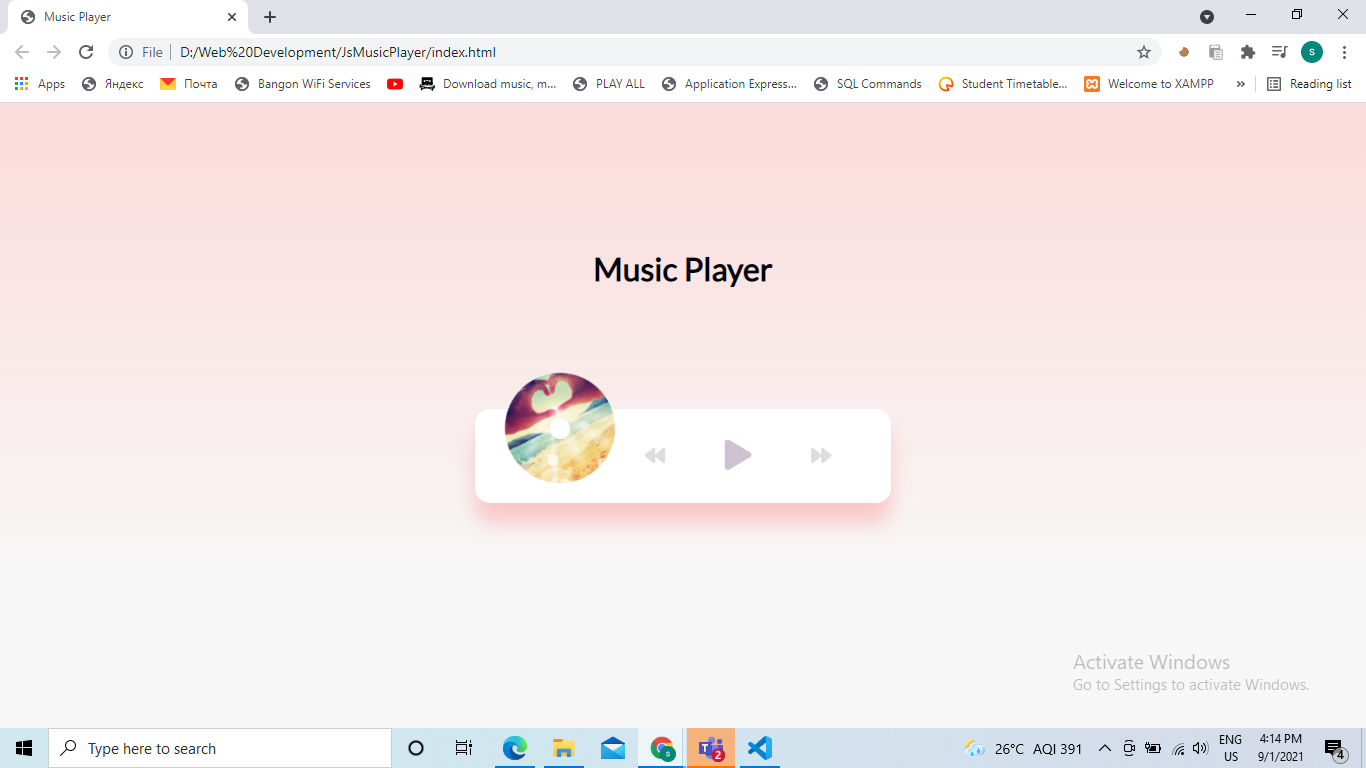 Music Player
File
D:/Web%20Development/JsMusicPlayer/index.html
s
Apps
Яндекс
Почта
Bangon WiFi Services
Download music, m...
PLAY ALL
Application Express...
SQL Commands
Student Timetable...
Welcome to XAMPP
»
Reading list
Music Player
Activate Windows
Go to Settings to activate Windows.
Type here to search
s
T
2
26°C AQI 391
ENG
US
4:14 PM
9/1/2021
4